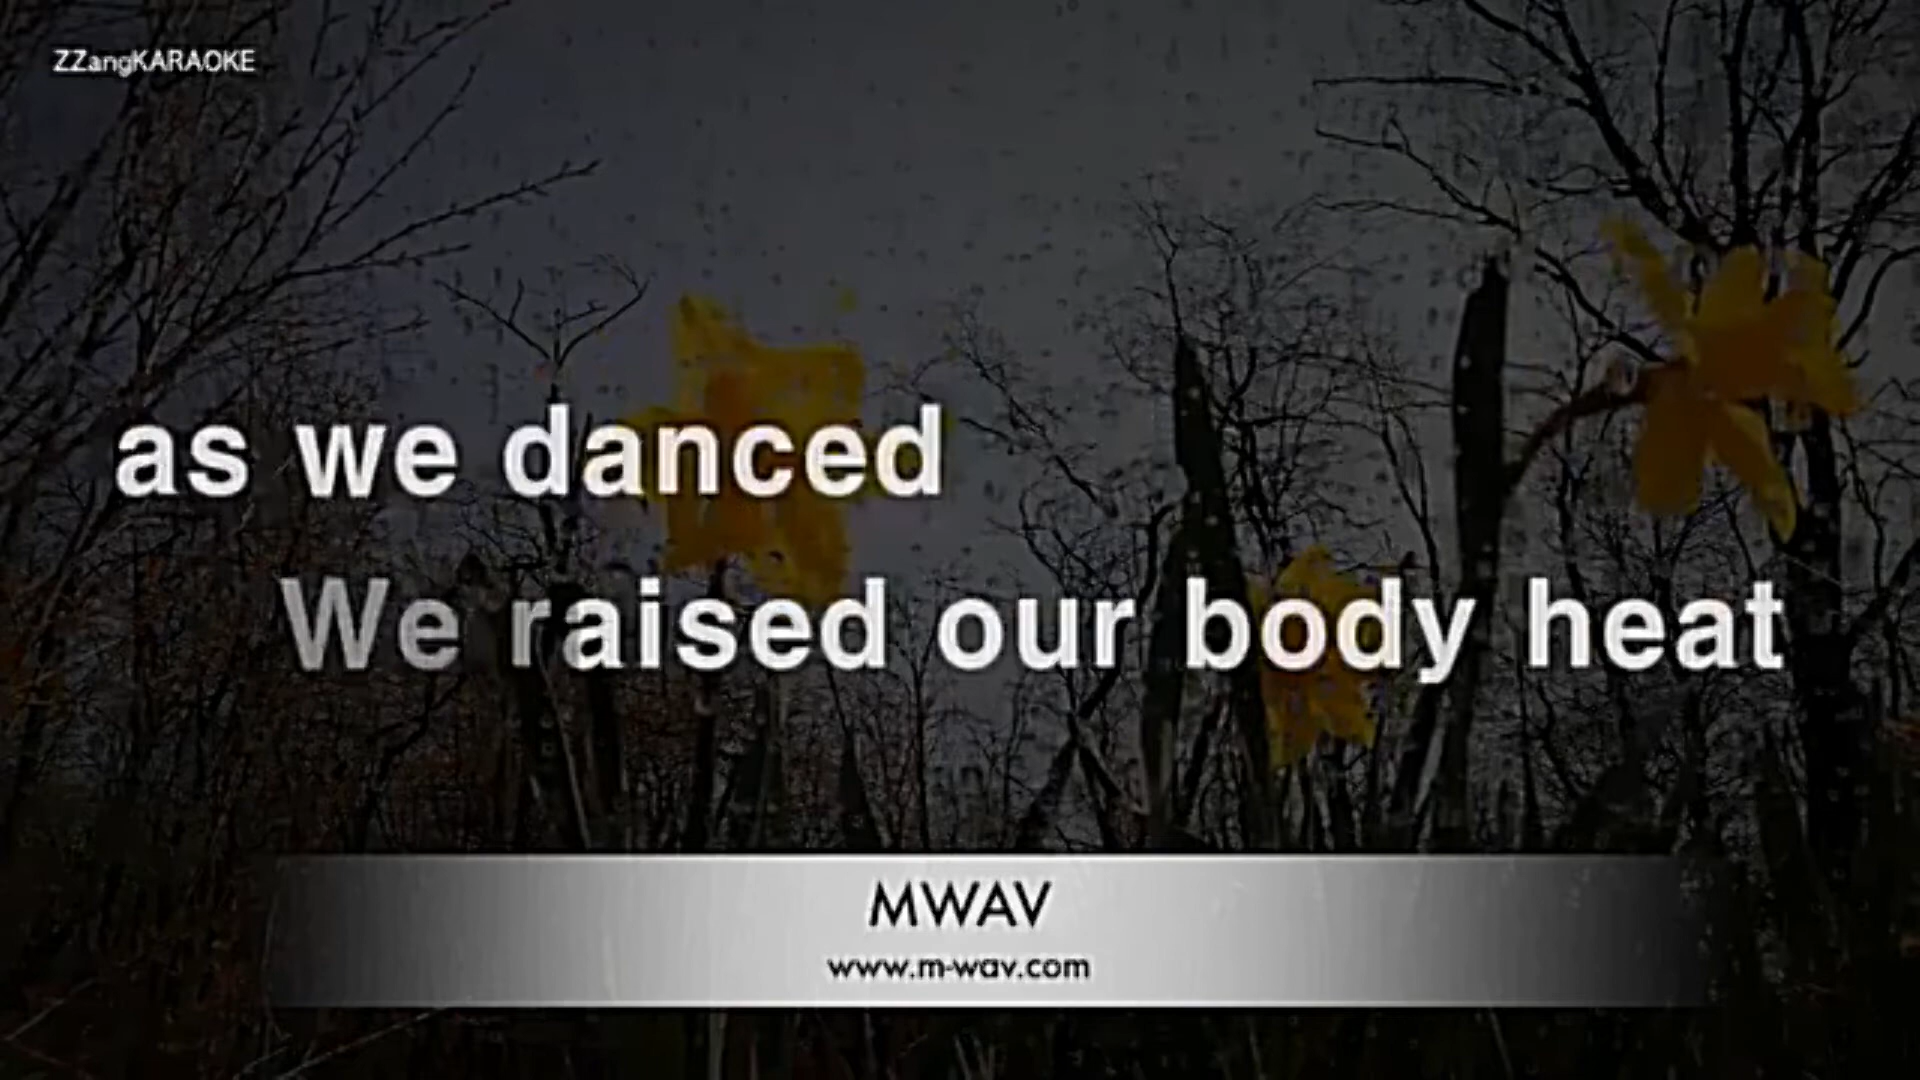 ZZangKARAOKE
as we danced
We raised our body heat
MWAV
www.m-wav.com